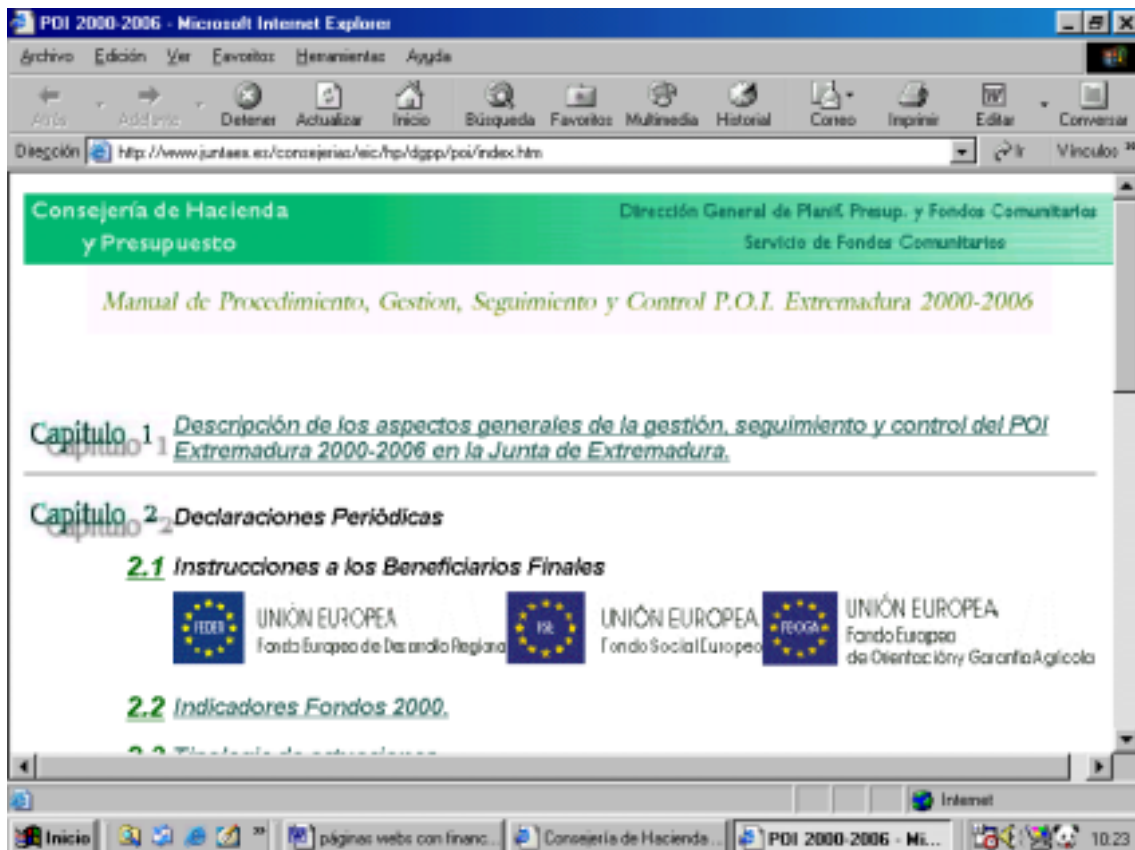 POI 2000-2006 - Microsoft Internet Explorer
Archivo Edición Ver Favoritos Herramientas Ayuda
Atrás Adelante Detener Actualizar Inicio Búsqueda Favoritos Multimedia Historial Correo Imprimir Editar Conversar
Dirección http://www.juntaex.es/consejerias/eic/hp/dgpp/poi/index.htm Ir Vínculos »
Consejería de Hacienda
y Presupuesto
Dirección General de Planif. Presup. y Fondos Comunitarios
Servicio de Fondos Comunitarios
Manual de Procedimiento, Gestion, Seguimiento y Control P.O.I. Extremadura 2000-2006
Capítulo 1 Descripción de los aspectos generales de la gestión, seguimiento y control del POI
Extremadura 2000-2006 en la Junta de Extremadura.
Capítulo 2 Declaraciones Periódicas
2.1 Instrucciones a los Beneficiarios Finales
FEDER UNIÓN EUROPEA
Fondo Europeo de Desarrollo Regional
FSE UNIÓN EUROPEA
Fondo Social Europeo
FEOGA UNIÓN EUROPEA
Fondo Europeo
de Orientación y Garantía Agrícola
2.2 Indicadores Fondos 2000.
Internet
Inicio » páginas webs con financ... Consejería de Hacienda... POI 2000-2006 - Mi... 10:23